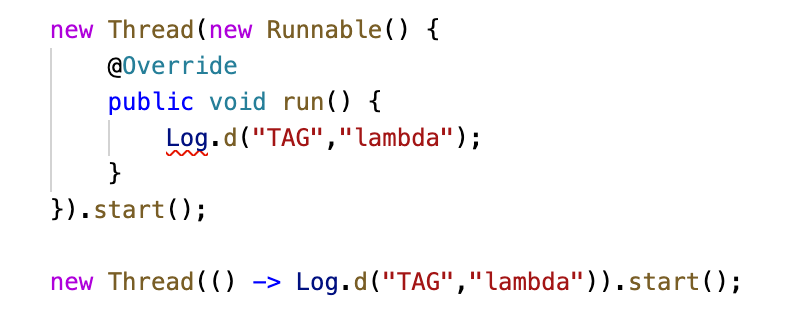 new Thread(new Runnable() {
    @Override
    public void run() {
        Log.d("TAG","lambda");
    }
}).start();

new Thread(() -> Log.d("TAG","lambda")).start();